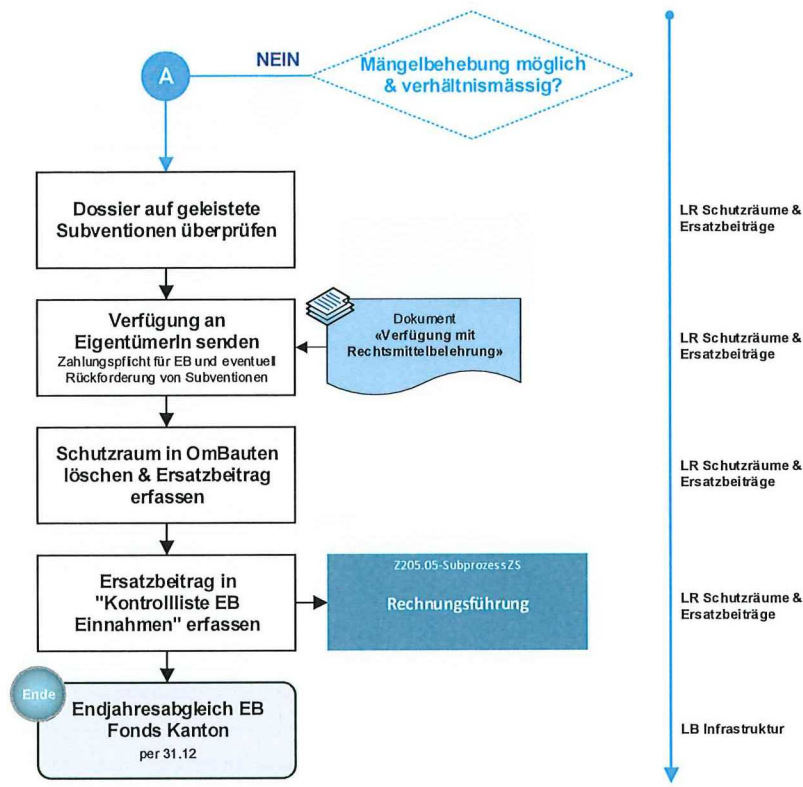 NEIN
Mängelbehebung möglich
& verhältnismässig?
A
Dossier auf geleistete
Subventionen überprüfen
LR Schutzräume &
Ersatzbeiträge
Verfügung an
EigentümerIn senden
Zahlungspflicht für EB und eventuell
Rückforderung von Subventionen
Dokument
«Verfügung mit
Rechtsmittelbelehrung»
LR Schutzräume &
Ersatzbeiträge
Schutzraum in OmBauten
löschen & Ersatzbeitrag
erfassen
LR Schutzräume &
Ersatzbeiträge
Ersatzbeitrag in
"Kontrollliste EB
Einnahmen" erfassen
Z205.05-SubprozessZS
Rechnungsführung
LR Schutzräume &
Ersatzbeiträge
Ende
Endjahresabgleich EB
Fonds Kanton
per 31.12
LB Infrastruktur